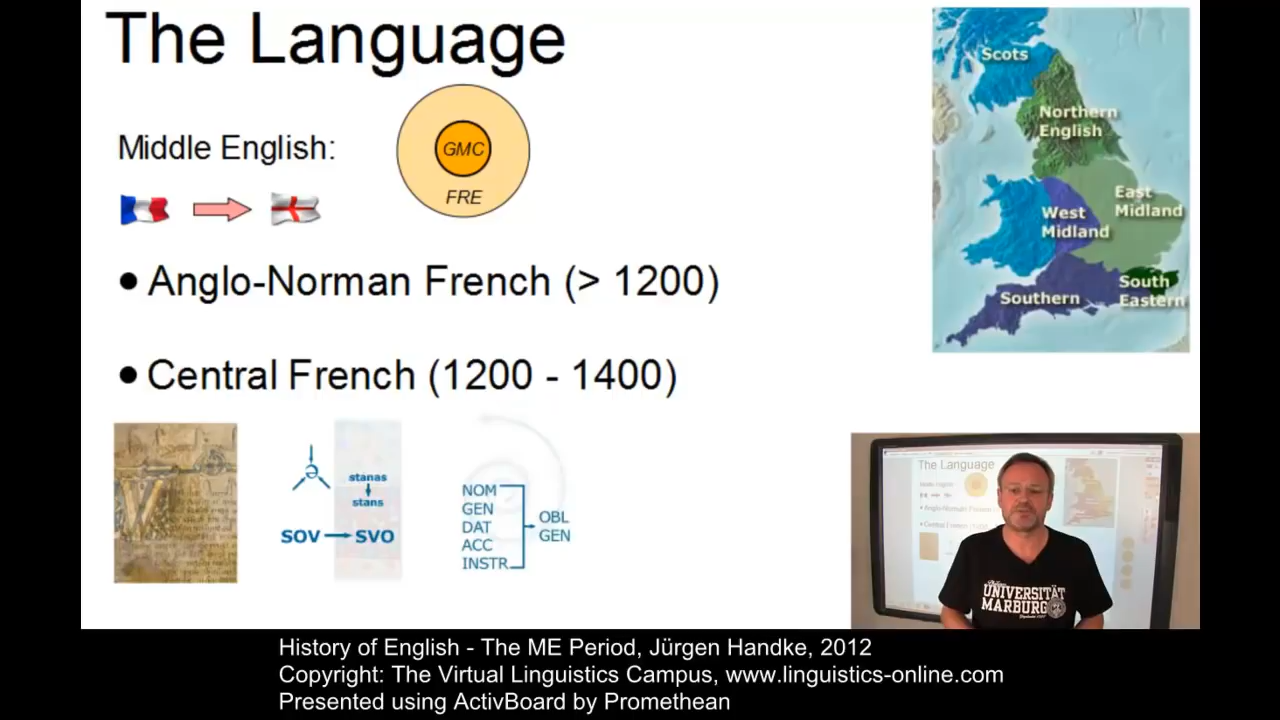 The Language
Middle English:
GMC
FRE
• Anglo-Norman French (> 1200)
• Central French (1200 - 1400)
ə
stanas
stans
SOV
SVO
NOM
GEN
DAT
ACC
INSTR
OBL
GEN
Scots
Northern
English
East
Midland
West
Midland
South
Eastern
Southern
The Language
UNIVERSITÄT
MARBURG
History of English - The ME Period, Jürgen Handke, 2012
Copyright: The Virtual Linguistics Campus, www.linguistics-online.com
Presented using ActivBoard by Promethean